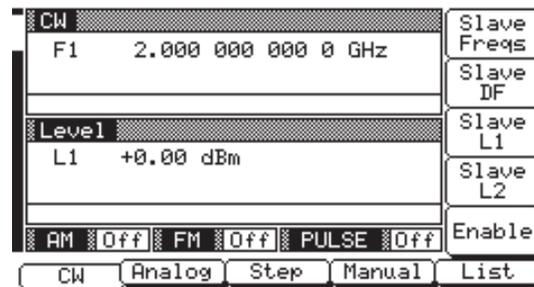 CW
F1 2.000 000 000 0 GHz
Level
L1 +0.00 dBm
AM Off FM Off PULSE Off
Slave
Freqs
Slave
DF
Slave
L1
Slave
L2
Enable
CW Analog Step Manual List